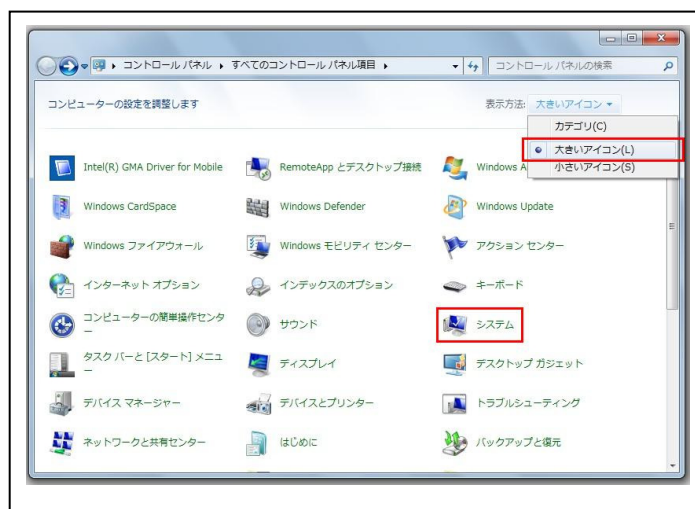 コントロール パネル ▸ すべてのコントロール パネル項目 ▸
コントロール パネルの検索
コンピューターの設定を調整します
表示方法: 大きいアイコン
カテゴリ(C)
大きいアイコン(L)
小さいアイコン(S)
Intel(R) GMA Driver for Mobile
RemoteApp とデスクトップ接続
Windows A
Windows CardSpace
Windows Defender
Windows Update
Windows ファイアウォール
Windows モビリティ センター
アクション センター
インターネット オプション
インデックスのオプション
キーボード
コンピューターの簡単操作センタ
ー
サウンド
システム
タスク バーと [スタート] メニュ
ー
ディスプレイ
デスクトップ ガジェット
デバイス マネージャー
デバイスとプリンター
トラブルシューティング
ネットワークと共有センター
はじめに
バックアップと復元